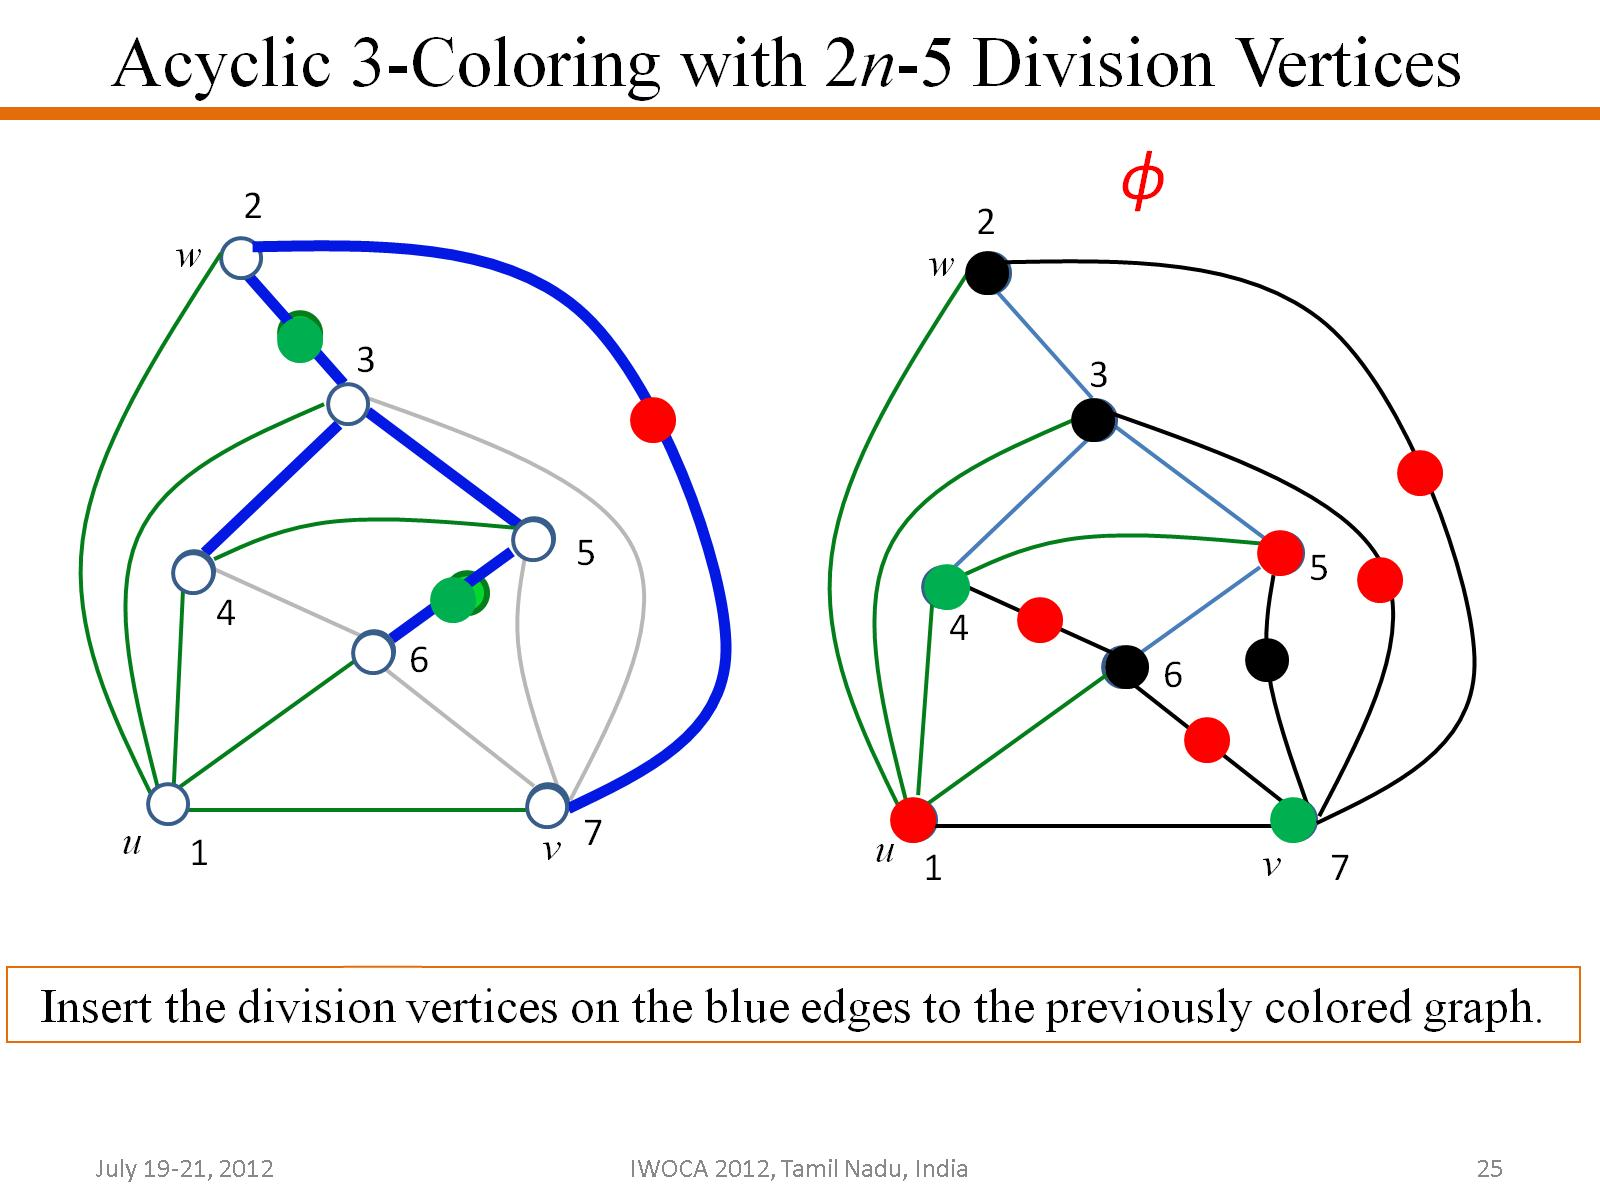 Acyclic 3-Coloring with 2n-5 Division Vertices
ϕ
2
w
3
5
4
6
7
u
1
v
2
w
3
5
4
6
u
1
v
7
Insert the division vertices on the blue edges to the previously colored graph.
July 19-21, 2012
IWOCA 2012, Tamil Nadu, India
25